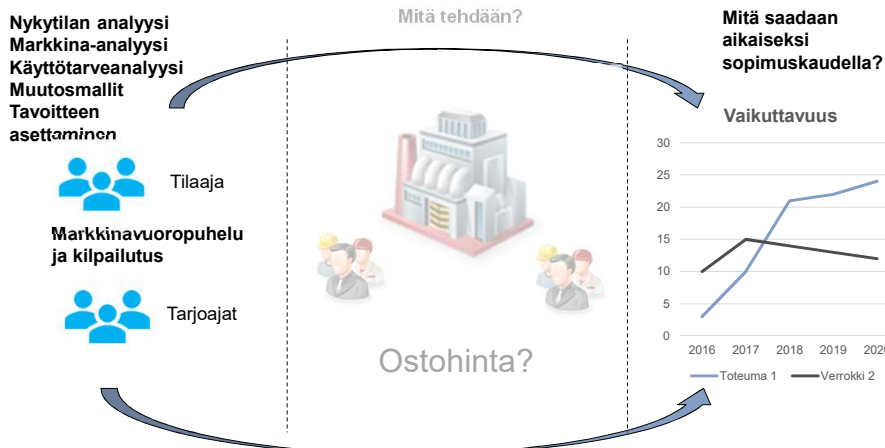 Nykytilan analyysi
Markkina-analyysi
Käyttötarveanalyysi
Muutosmallit
Tavoitteen
asettaminen
Tilaaja
Markkinavuoropuhelu
ja kilpailutus
Tarjoajat
Mitä tehdään?
Ostohinta?
Mitä saadaan
aikaiseksi
sopimuskaudella?
Vaikuttavuus
30
25
20
15
10
5
0
2016 2017 2018 2019 2020
Toteuma 1 Verrokki 2